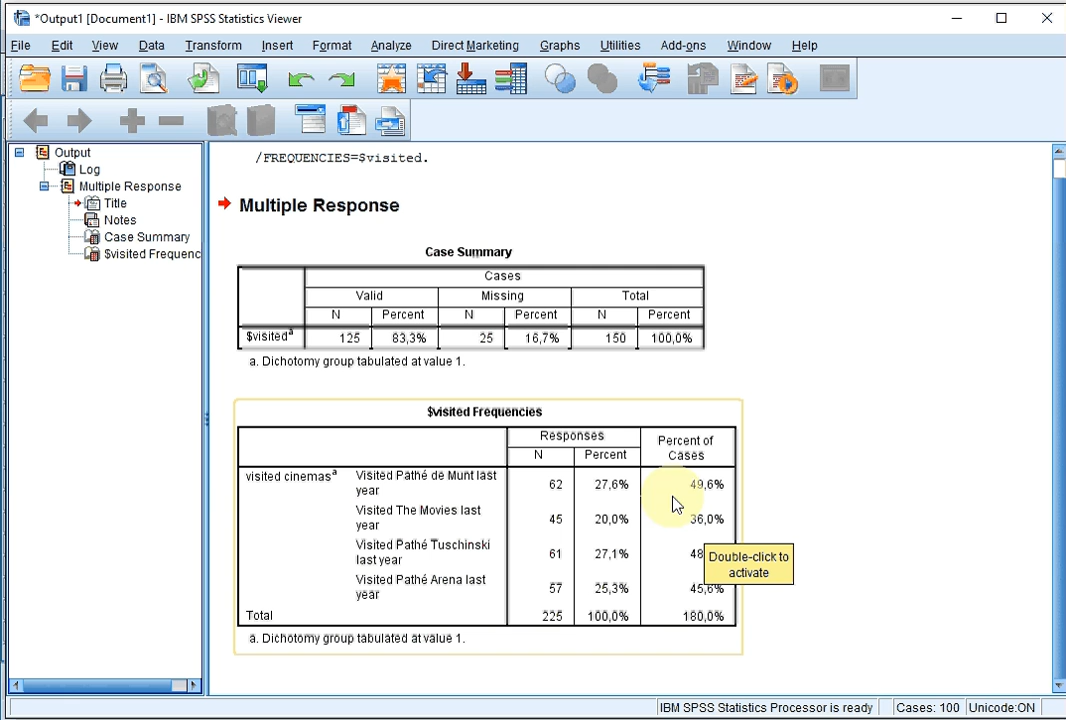 *Output1 [Document1] - IBM SPSS Statistics Viewer
File Edit View Data Transform Insert Format Analyze Direct Marketing Graphs Utilities Add-ons Window Help
Output
Log
Multiple Response
Title
Notes
Case Summary
$visited Frequenc
/FREQUENCIES=$visited.
Multiple Response
Case Summary
Cases
Valid Missing Total
N Percent N Percent N Percent
$visitedª 125 83,3% 25 16,7% 150 100,0%
a. Dichotomy group tabulated at value 1.
$visited Frequencies
Responses Percent of
Cases
N Percent
visited cinemasª Visited Pathé de Munt last
year 62 27,6% 49,6%
Visited The Movies last
year 45 20,0% 36,0%
Visited Pathé Tuschinski
last year 61 27,1% 48
Visited Pathé Arena last
year 57 25,3% 45,6%
Total 225 100,0% 180,0%
a. Dichotomy group tabulated at value 1.
Double-click to
activate
IBM SPSS Statistics Processor is ready Cases: 100 Unicode:ON